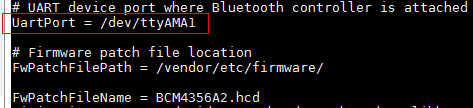 # UART device port where Bluetooth controller is attached
UartPort = /dev/ttyAMA1
# Firmware patch file location
FwPatchFilePath = /vendor/etc/firmware/
FwPatchFileName = BCM4356A2.hcd